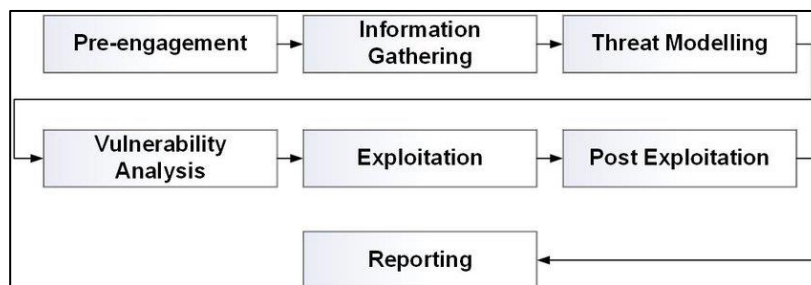 Pre-engagement
Information
Gathering
Threat Modelling
Vulnerability
Analysis
Exploitation
Post Exploitation
Reporting